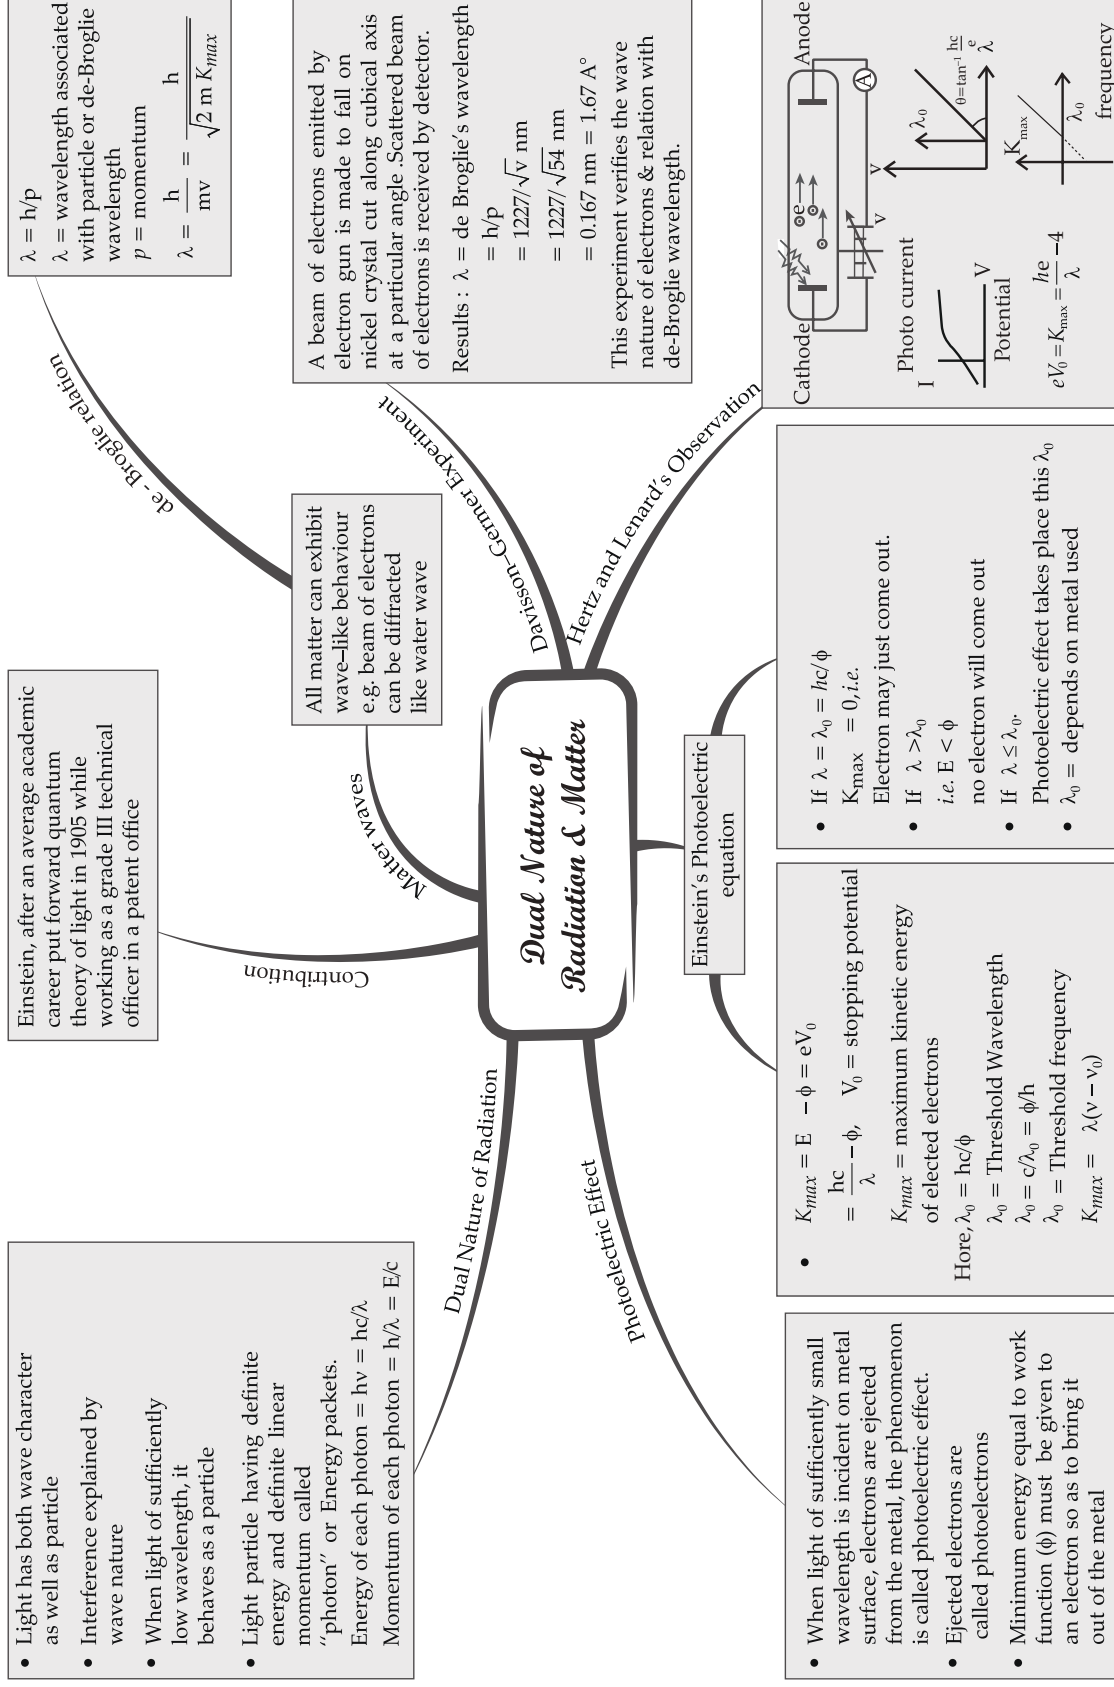 Dual Nature of
Radiation & Matter
Dual Nature of Radiation
• Light has both wave character
as well as particle
• Interference explained by
wave nature
• When light of sufficiently
low wavelength, it
behaves as a particle
• Light particle having definite
energy and definite linear
momentum called
"photon" or Energy packets.
Energy of each photon = hν = hc/λ
Momentum of each photon = h/λ = E/c
Contribution
Einstein, after an average academic
career put forward quantum
theory of light in 1905 while
working as a grade III technical
officer in a patent office
Matter waves
All matter can exhibit
wave–like behaviour
e.g. beam of electrons
can be diffracted
like water wave
de - Broglie relation
λ = h/p
λ = wavelength associated
with particle or de-Broglie
wavelength
p = momentum
λ = h/mv = h/√2 m Kmax
Davisson–Germer Experiment
A beam of electrons emitted by
electron gun is made to fall on
nickel crystal cut along cubical axis
at a particular angle .Scattered beam
of electrons is received by detector.
Results : λ = de Broglie's wavelength
= h/p
= 1227/√v nm
= 1227/√54 nm
= 0.167 nm = 1.67 A°
This experiment verifies the wave
nature of electrons & relation with
de-Broglie wavelength.
Hertz and Lenard's Observation
Cathode
Anode
e
A
v
Photo current
I
V
Potential
v
λ₀
θ=tan⁻¹ hc/e
λ
Kmax
λ₀
frequency
eV₀ = Kmax = he/λ − 4
Photoelectric Effect
• When light of sufficiently small
wavelength is incident on metal
surface, electrons are ejected
from the metal, the phenomenon
is called photoelectric effect.
• Ejected electrons are
called photoelectrons
• Minimum energy equal to work
function (ϕ) must be given to
an electron so as to bring it
out of the metal
Einstein's Photoelectric
equation
• Kmax = E − ϕ = eV₀
= hc/λ − ϕ, V₀ = stopping potential
Kmax = maximum kinetic energy
of elected electrons
Hore, λ₀ = hc/ϕ
λ₀ = Threshold Wavelength
λ₀ = c/λ₀ = ϕ/h
λ₀ = Threshold frequency
Kmax = λ(ν − ν₀)
• If λ = λ₀ = hc/ϕ
Kmax = 0, i.e.
Electron may just come out.
• If λ >λ₀
i.e. E < ϕ
no electron will come out
• If λ ≤ λ₀.
Photoelectric effect takes place this λ₀
• λ₀ = depends on metal used